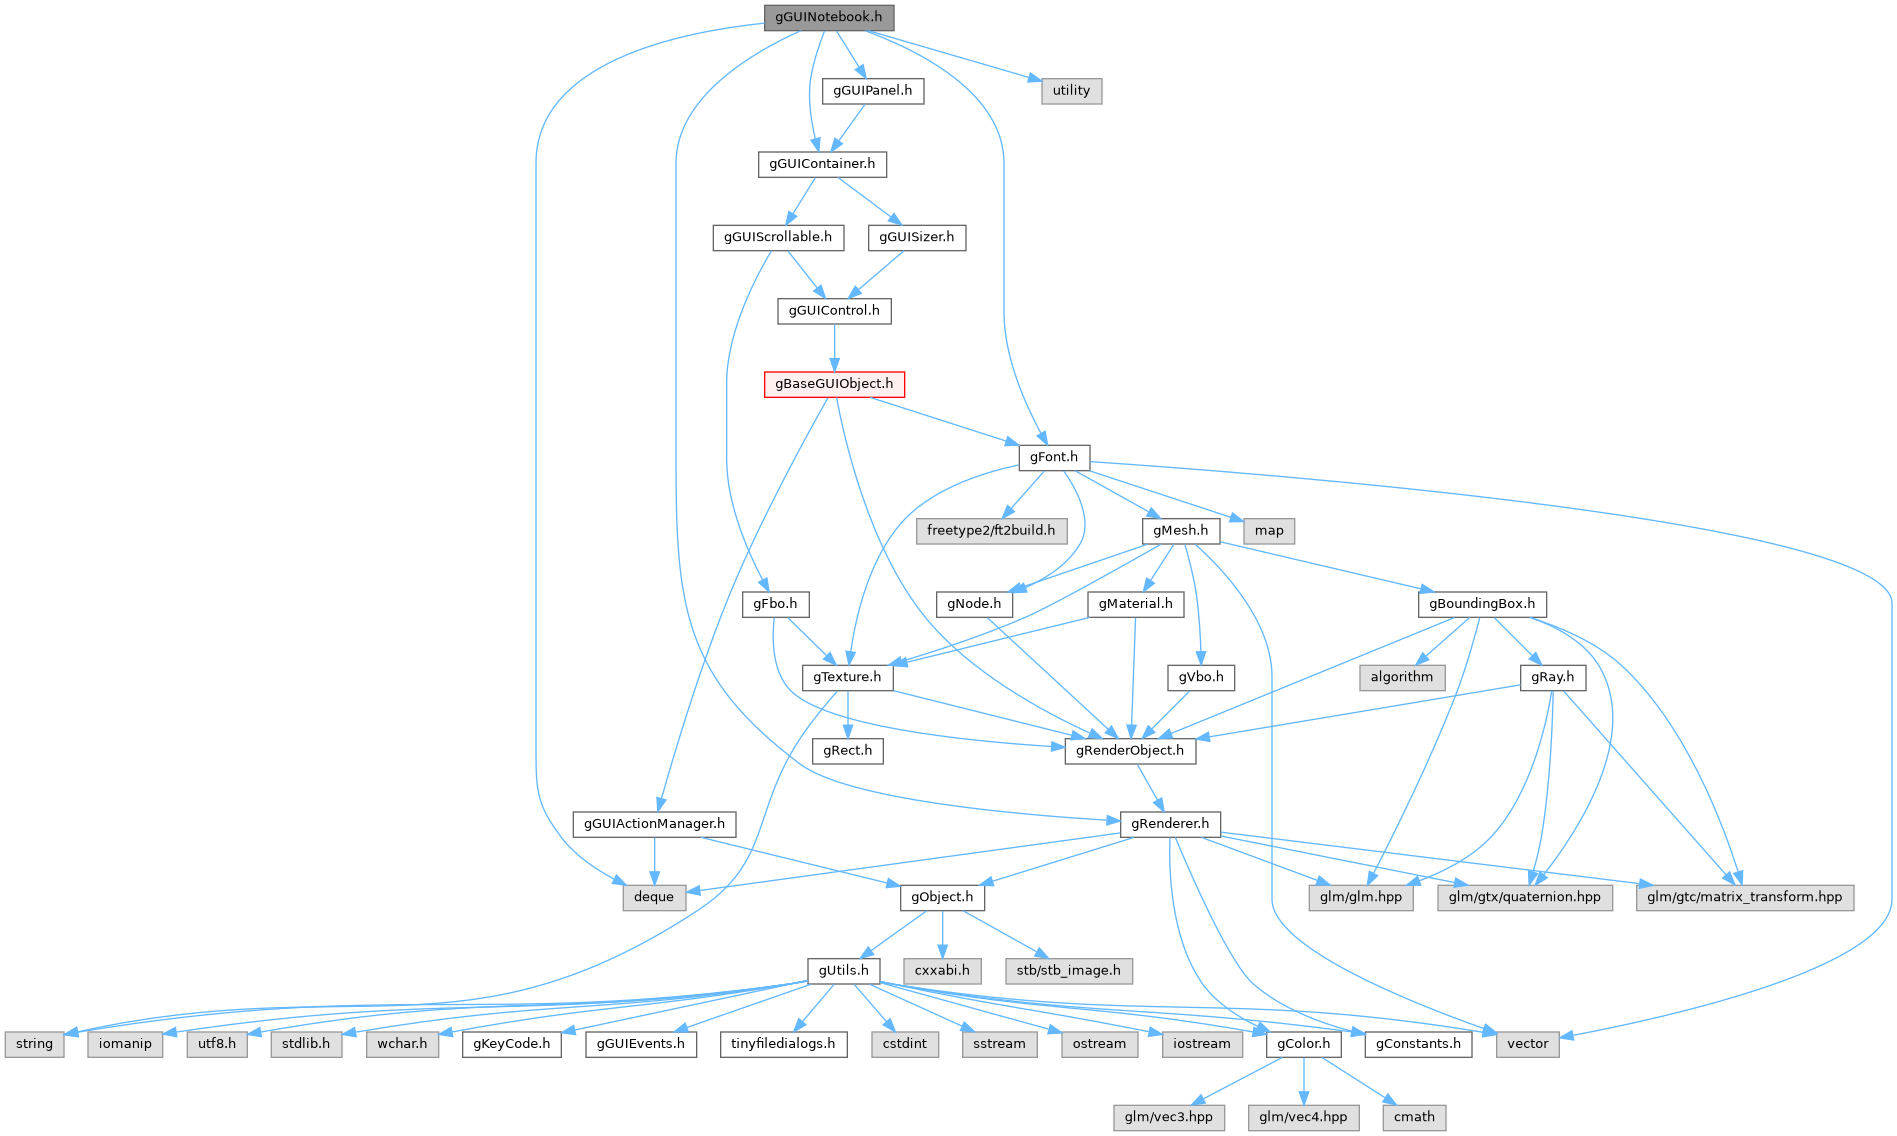 gGUINotebook.h
gGUIPanel.h
utility
gGUIContainer.h
gGUIScrollable.h
gGUISizer.h
gGUIControl.h
gBaseGUIObject.h
gFont.h
freetype2/ft2build.h
gMesh.h
map
gFbo.h
gNode.h
gMaterial.h
gBoundingBox.h
gTexture.h
gVbo.h
algorithm
gRay.h
gRect.h
gRenderObject.h
gGUIActionManager.h
gRenderer.h
deque
gObject.h
glm/glm.hpp
glm/gtx/quaternion.hpp
glm/gtc/matrix_transform.hpp
gUtils.h
cxxabi.h
stb/stb_image.h
string
iomanip
utf8.h
stdlib.h
wchar.h
gKeyCode.h
gGUIEvents.h
tinyfiledialogs.h
cstdint
sstream
ostream
iostream
gColor.h
gConstants.h
vector
glm/vec3.hpp
glm/vec4.hpp
cmath